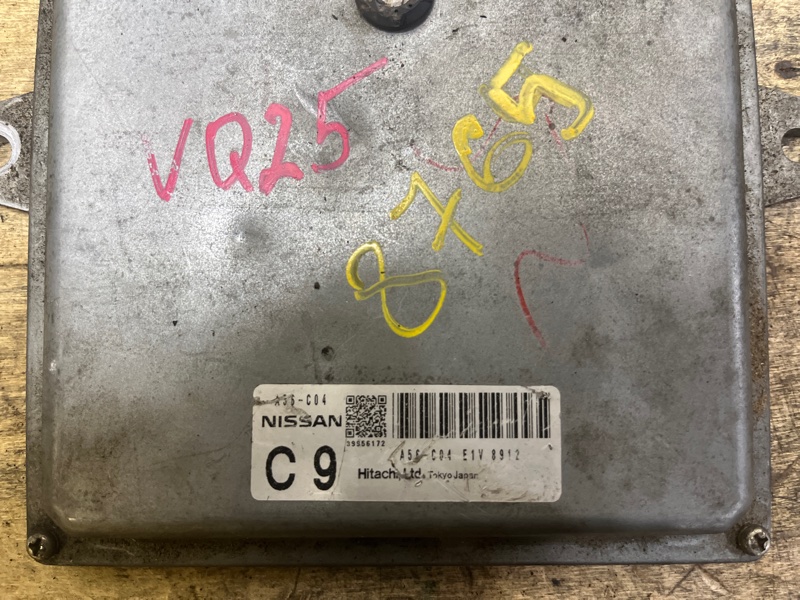 VQ25
8765
A56-C04
NISSAN
39556172
A56-C04 E1V 8912
C9
Hitachi,Ltd. Tokyo Japan